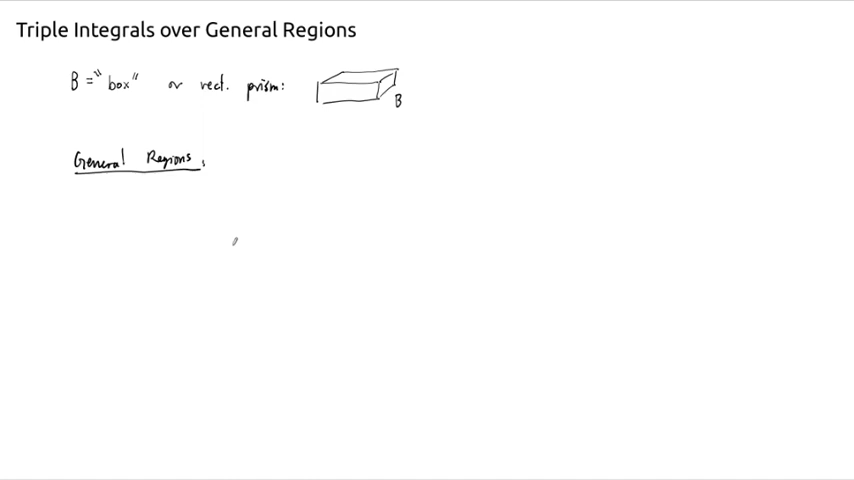 Triple Integrals over General Regions
B = "box" or rect. prism:
B
General Regions: